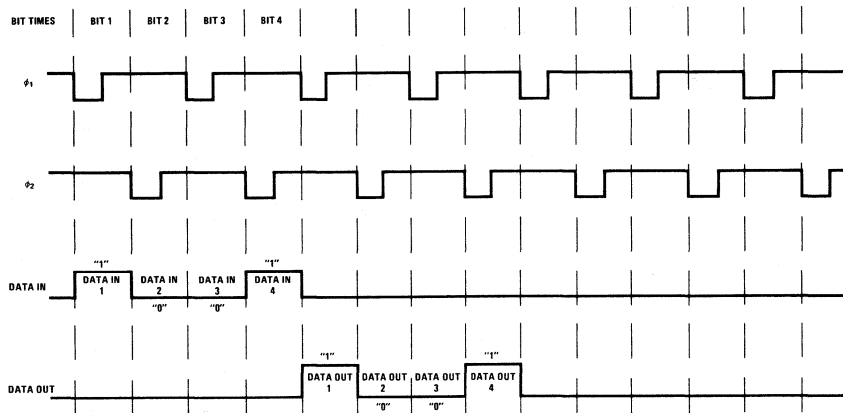 BIT TIMES BIT 1 BIT 2 BIT 3 BIT 4
ϕ1
ϕ2
"1" "1"
DATA IN DATA IN DATA IN DATA IN DATA IN
1 2 3 4
"0" "0"
"1" "1"
DATA OUT DATA OUT DATA OUT DATA OUT DATA OUT
1 2 3 4
"0" "0"